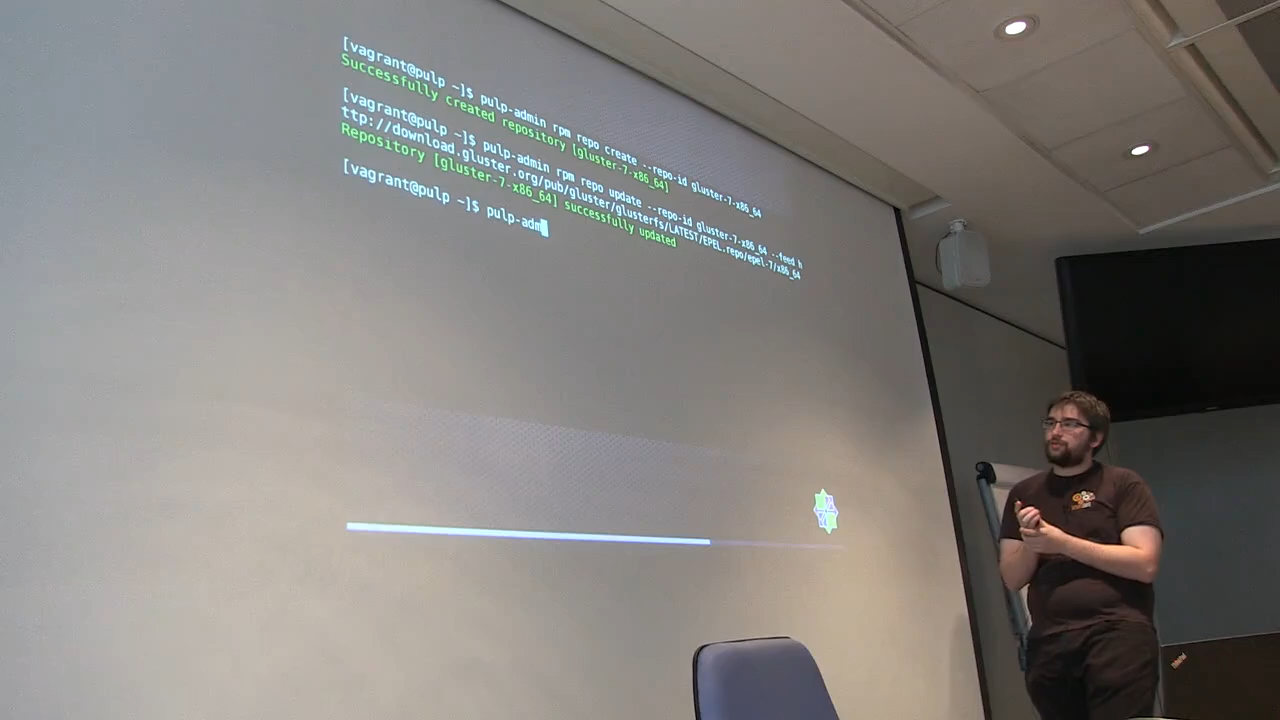 [vagrant@pulp ~]$ pulp-admin rpm repo create --repo-id gluster-7-x86_64
Successfully created repository [gluster-7-x86_64]
[vagrant@pulp ~]$ pulp-admin rpm repo update --repo-id gluster-7-x86_64 --feed h
ttp://download.gluster.org/pub/gluster/glusterfs/LATEST/EPEL.repo/epel-7/x86_64
Repository [gluster-7-x86_64] successfully updated
[vagrant@pulp ~]$ pulp-adm
ThinkPad